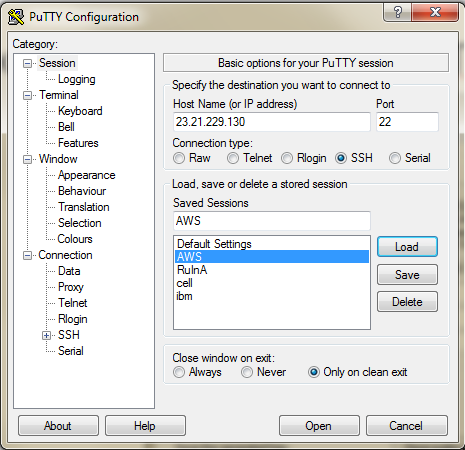 PuTTY Configuration
?
Category:
Session
Logging
Terminal
Keyboard
Bell
Features
Window
Appearance
Behaviour
Translation
Selection
Colours
Connection
Data
Proxy
Telnet
Rlogin
SSH
Serial
Basic options for your PuTTY session
Specify the destination you want to connect to
Host Name (or IP address) Port
23.21.229.130 22
Connection type:
Raw Telnet Rlogin SSH Serial
Load, save or delete a stored session
Saved Sessions
AWS
Default Settings
AWS
RuInA
cell
ibm
Load
Save
Delete
Close window on exit:
Always Never Only on clean exit
About Help Open Cancel